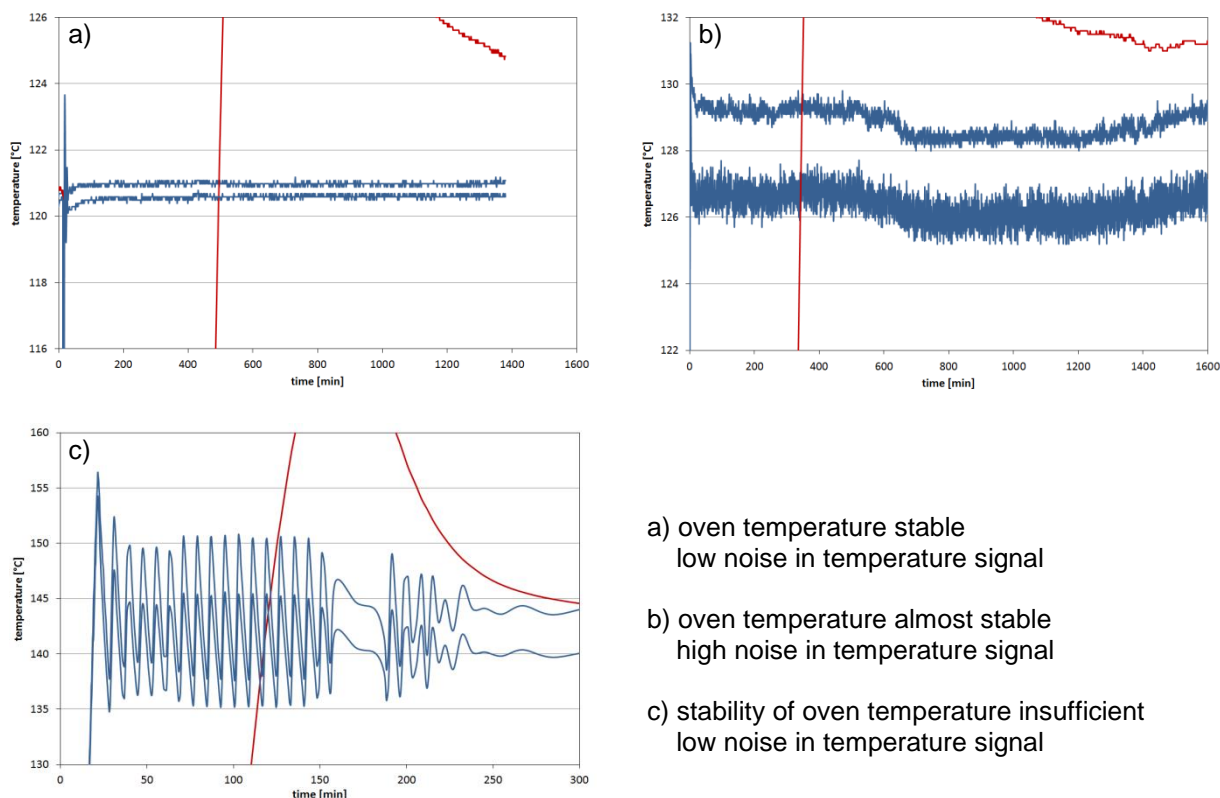 a)
126
124
122
120
118
116
temperature [°C]
0 200 400 600 800 1000 1200 1400 1600
time [min]
b)
132
130
128
126
124
122
temperature [°C]
0 200 400 600 800 1000 1200 1400 1600
time [min]
c)
160
155
150
145
140
135
130
temperature [°C]
0 50 100 150 200 250 300
time [min]
a) oven temperature stable
low noise in temperature signal
b) oven temperature almost stable
high noise in temperature signal
c) stability of oven temperature insufficient
low noise in temperature signal